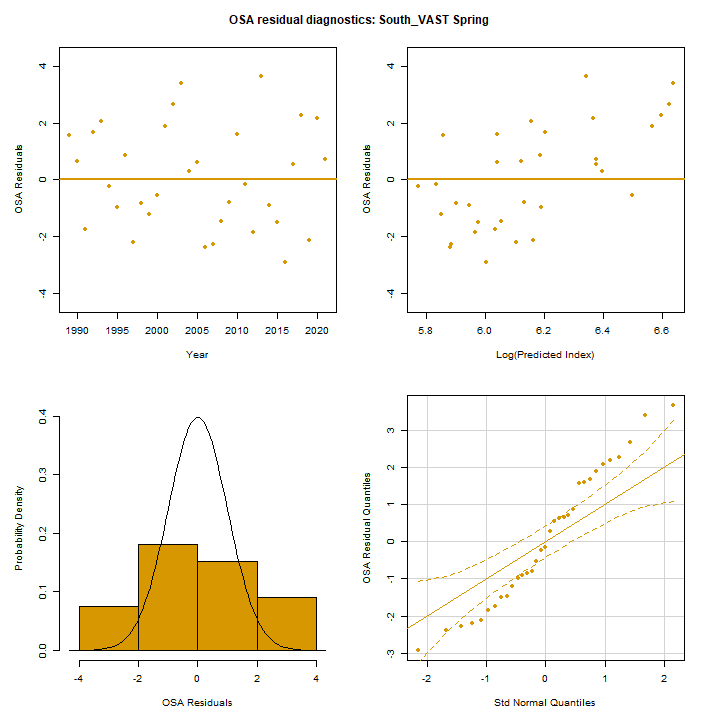 OSA residual diagnostics: South_VAST Spring
4
2
0
-2
-4
OSA Residuals
1990 1995 2000 2005 2010 2015 2020
Year
4
2
0
-2
-4
OSA Residuals
5.8 6.0 6.2 6.4 6.6
Log(Predicted Index)
0.4
0.3
0.2
0.1
0.0
Probability Density
-4 -2 0 2 4
OSA Residuals
3
2
1
0
-1
-2
-3
OSA Residual Quantiles
-2 -1 0 1 2
Std Normal Quantiles